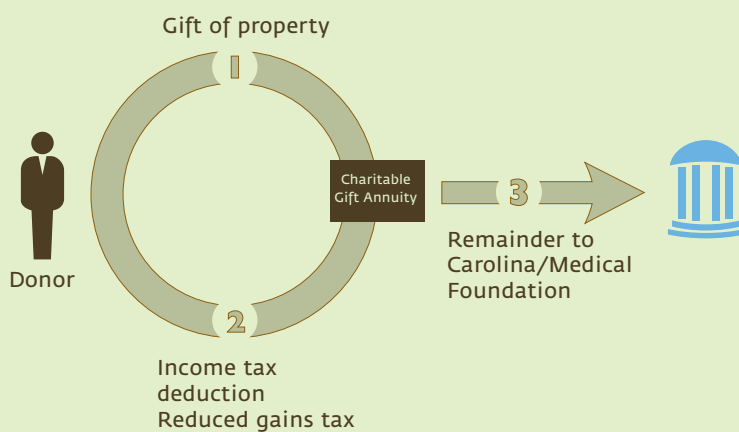 Gift of property
1
Charitable
Gift Annuity
3
Donor
Remainder to
Carolina/Medical
Foundation
2
Income tax
deduction
Reduced gains tax